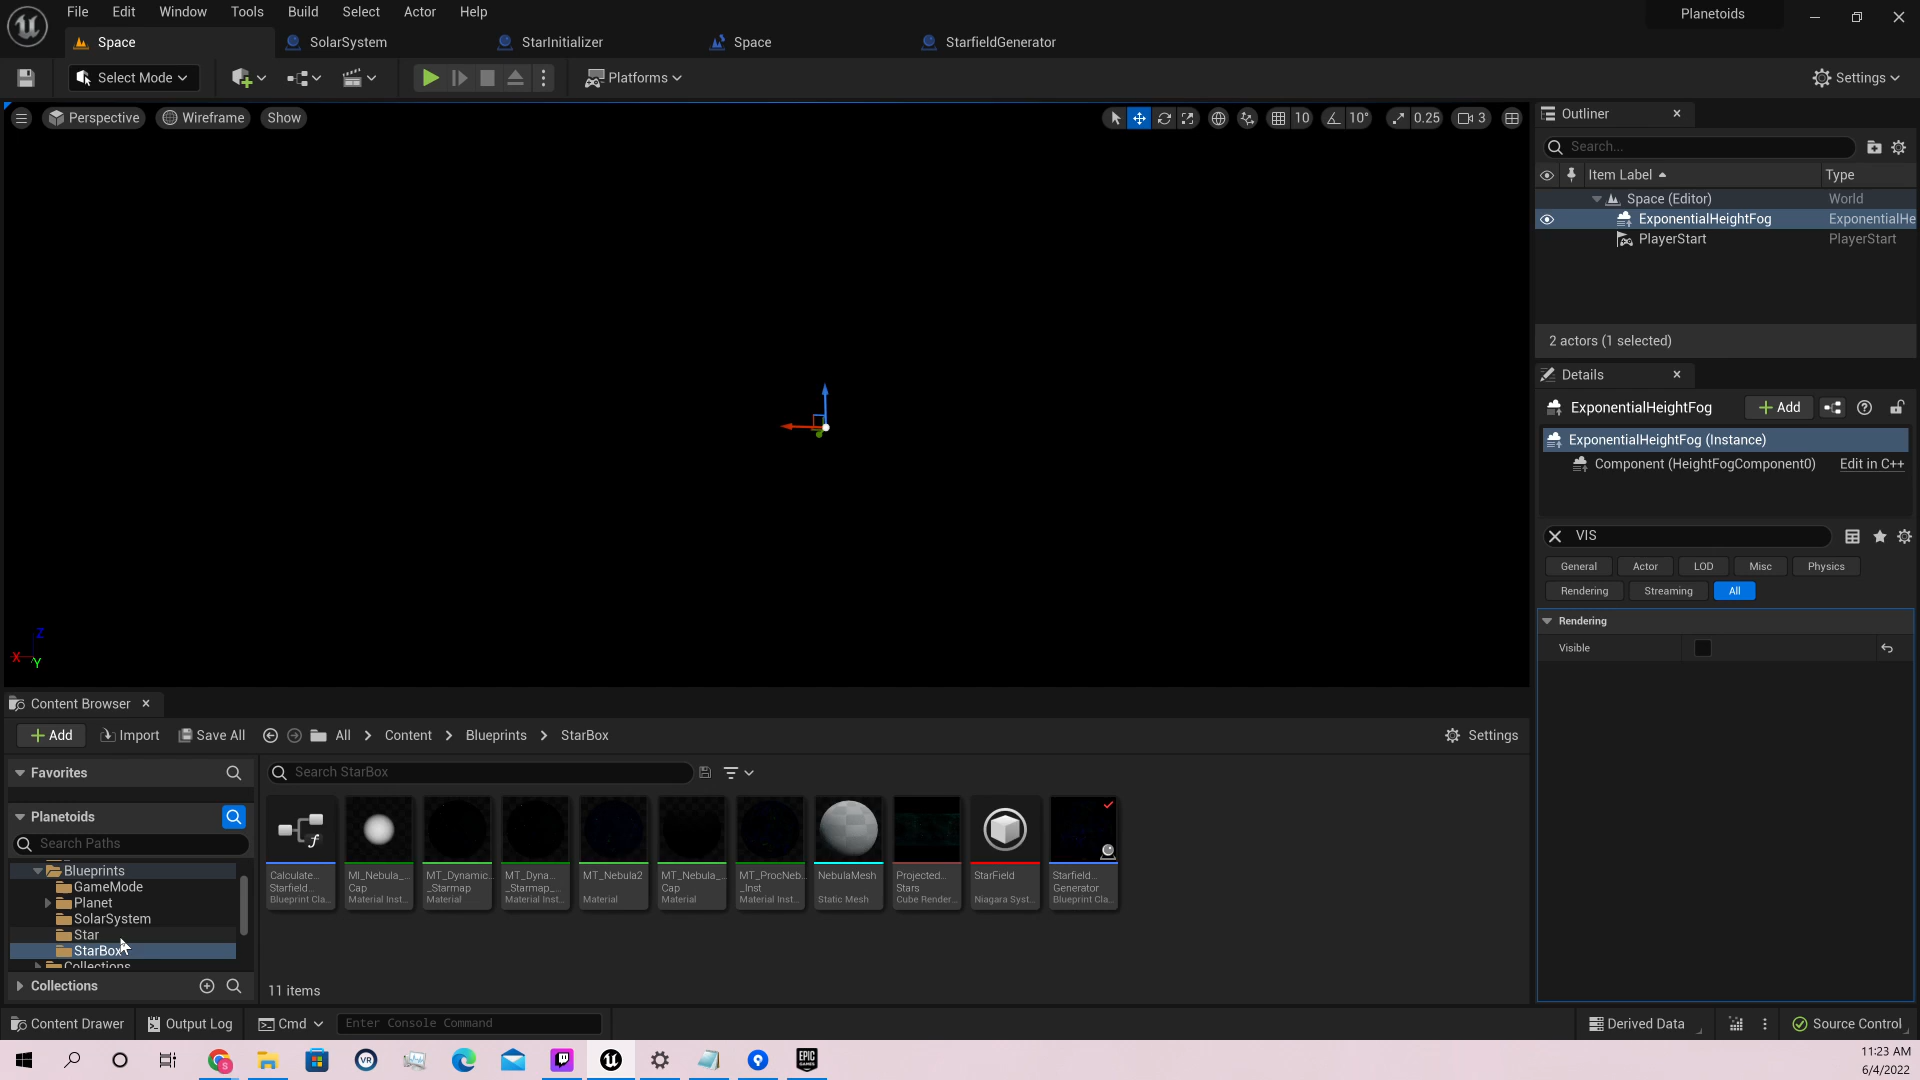 File Edit Window Tools Build Select Actor Help
Planetoids
Space SolarSystem StarInitializer Space StarfieldGenerator
Select Mode Platforms Settings
Perspective Wireframe Show 10 10° 0.25 3
Outliner
Search...
Item Label Type
Space (Editor) World
ExponentialHeightFog ExponentialHe
PlayerStart PlayerStart
2 actors (1 selected)
Details
ExponentialHeightFog Add
ExponentialHeightFog (Instance)
Component (HeightFogComponent0) Edit in C++
VIS
General Actor LOD Misc Physics
Rendering Streaming All
Rendering
Visible
Z
X Y
Content Browser
Add Import Save All All Content Blueprints StarBox Settings
Favorites
Search StarBox
Planetoids
Search Paths
Blueprints
GameMode
Planet
SolarSystem
Star
StarBox
Collections
Collections
Calculate...
Starfield...
Blueprint Cla...
MI_Nebula_...
Cap
Material Inst...
MT_Dynamic...
_Starmap
Material
MT_Dyna...
_Starmap_...
Material Inst...
MT_Nebula2
Material
MT_Nebula_...
Cap
Material
MT_ProcNeb...
_Inst
Material Inst...
NebulaMesh
Static Mesh
Projected...
Stars
Cube Render...
StarField
Niagara Syst...
Starfield...
Generator
Blueprint Cla...
11 items
Content Drawer Output Log Cmd Enter Console Command Derived Data Source Control
VR
EPIC
GAMES
11:23 AM
6/4/2022